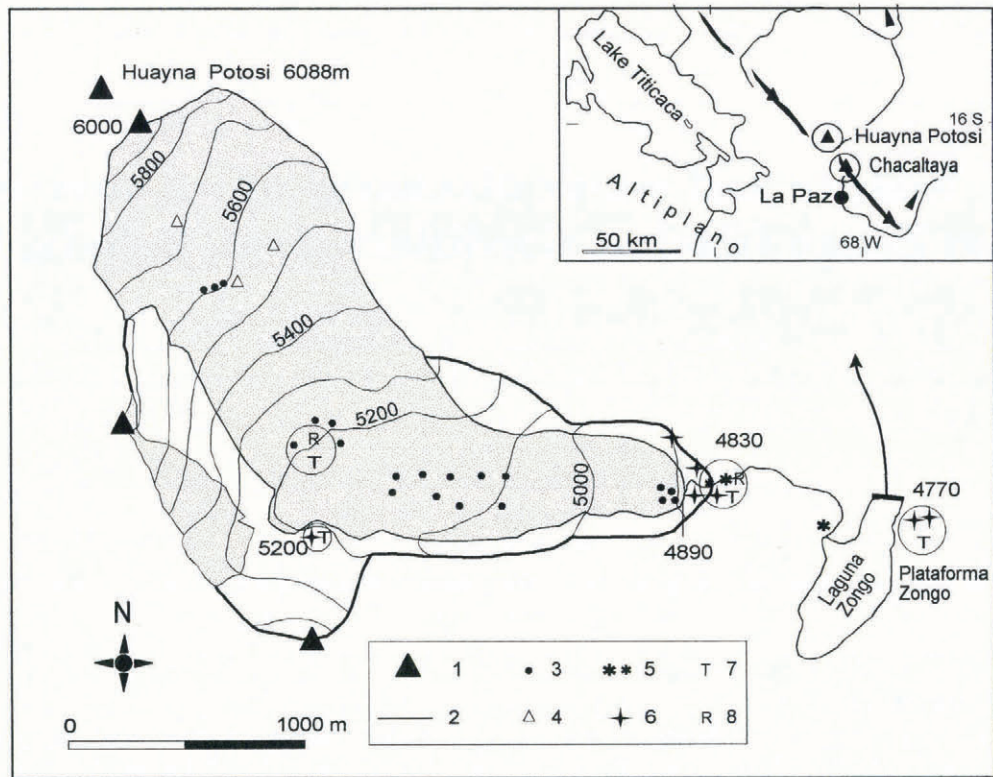 Huayna Potosi 6088m
6000
5800
5600
5400
5200
R
T
5200
T
5000
4890
4830
R
T
4770
T
Plataforma
Zongo
Laguna
Zongo
Lake Titicaca
Altiplano
16 S
Huayna Potosi
Chacaltaya
La Paz
50 km
68 W
N
0 1000 m
1 3 5 T 7
2 4 6 R 8